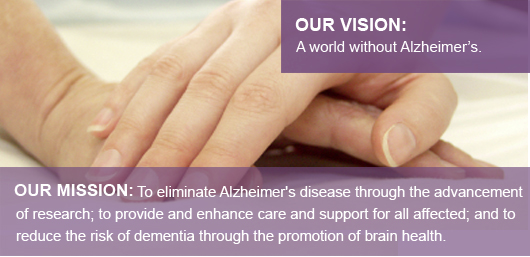 OUR VISION:
A world without Alzheimer’s.
OUR MISSION: To eliminate Alzheimer's disease through the advancement
of research; to provide and enhance care and support for all affected; and to
reduce the risk of dementia through the promotion of brain health.